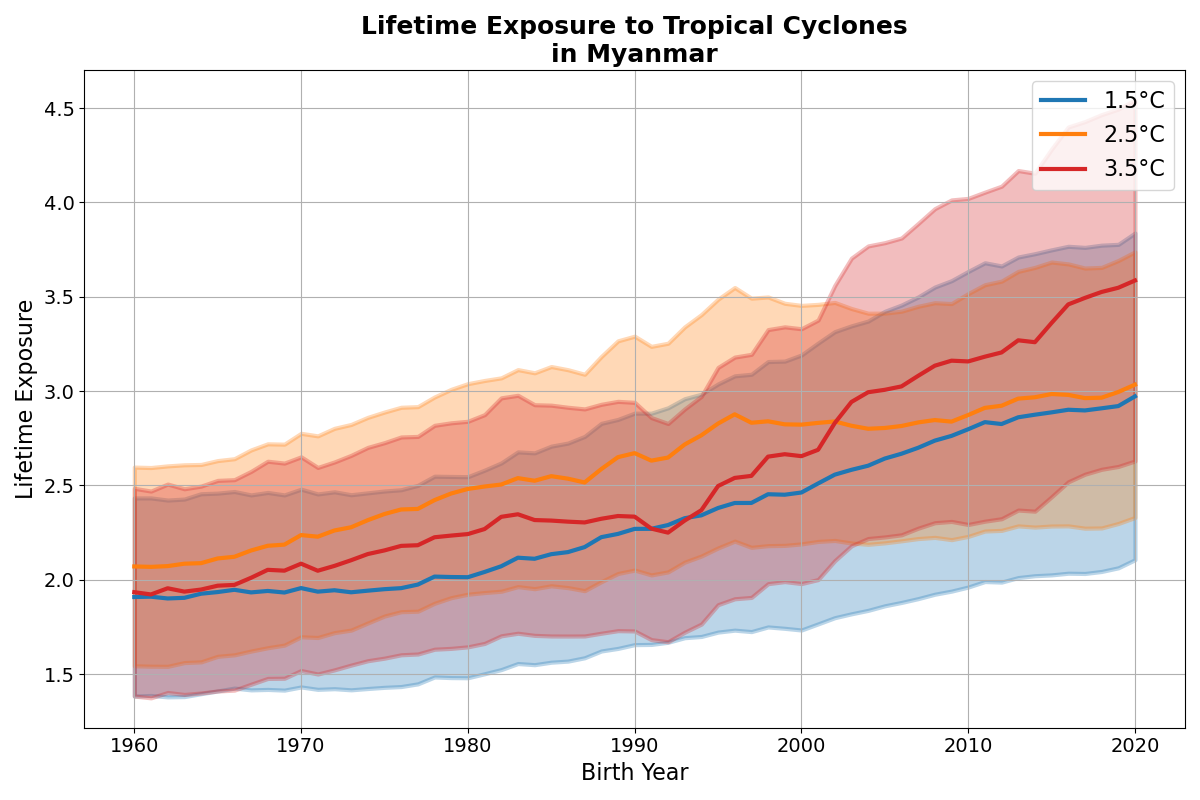 Lifetime Exposure to Tropical Cyclones
in Myanmar
1.5°C
2.5°C
3.5°C
Lifetime Exposure
4.5
4.0
3.5
3.0
2.5
2.0
1.5
1960 1970 1980 1990 2000 2010 2020
Birth Year